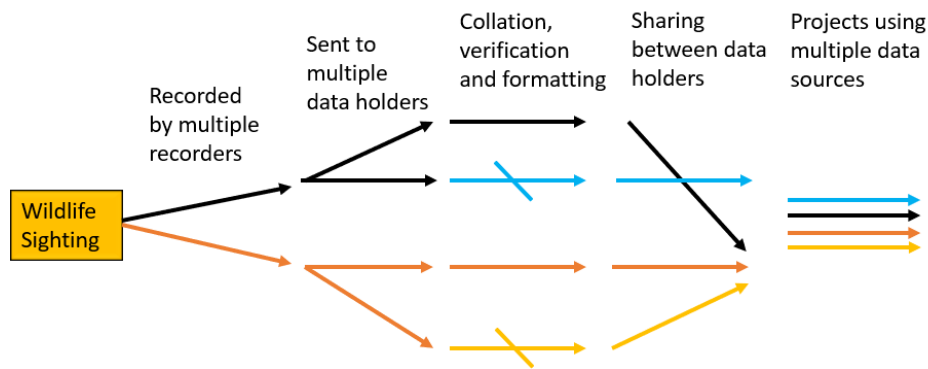 Wildlife
Sighting
Recorded
by multiple
recorders
Sent to
multiple
data holders
Collation,
verification
and formatting
Sharing
between data
holders
Projects using
multiple data
sources